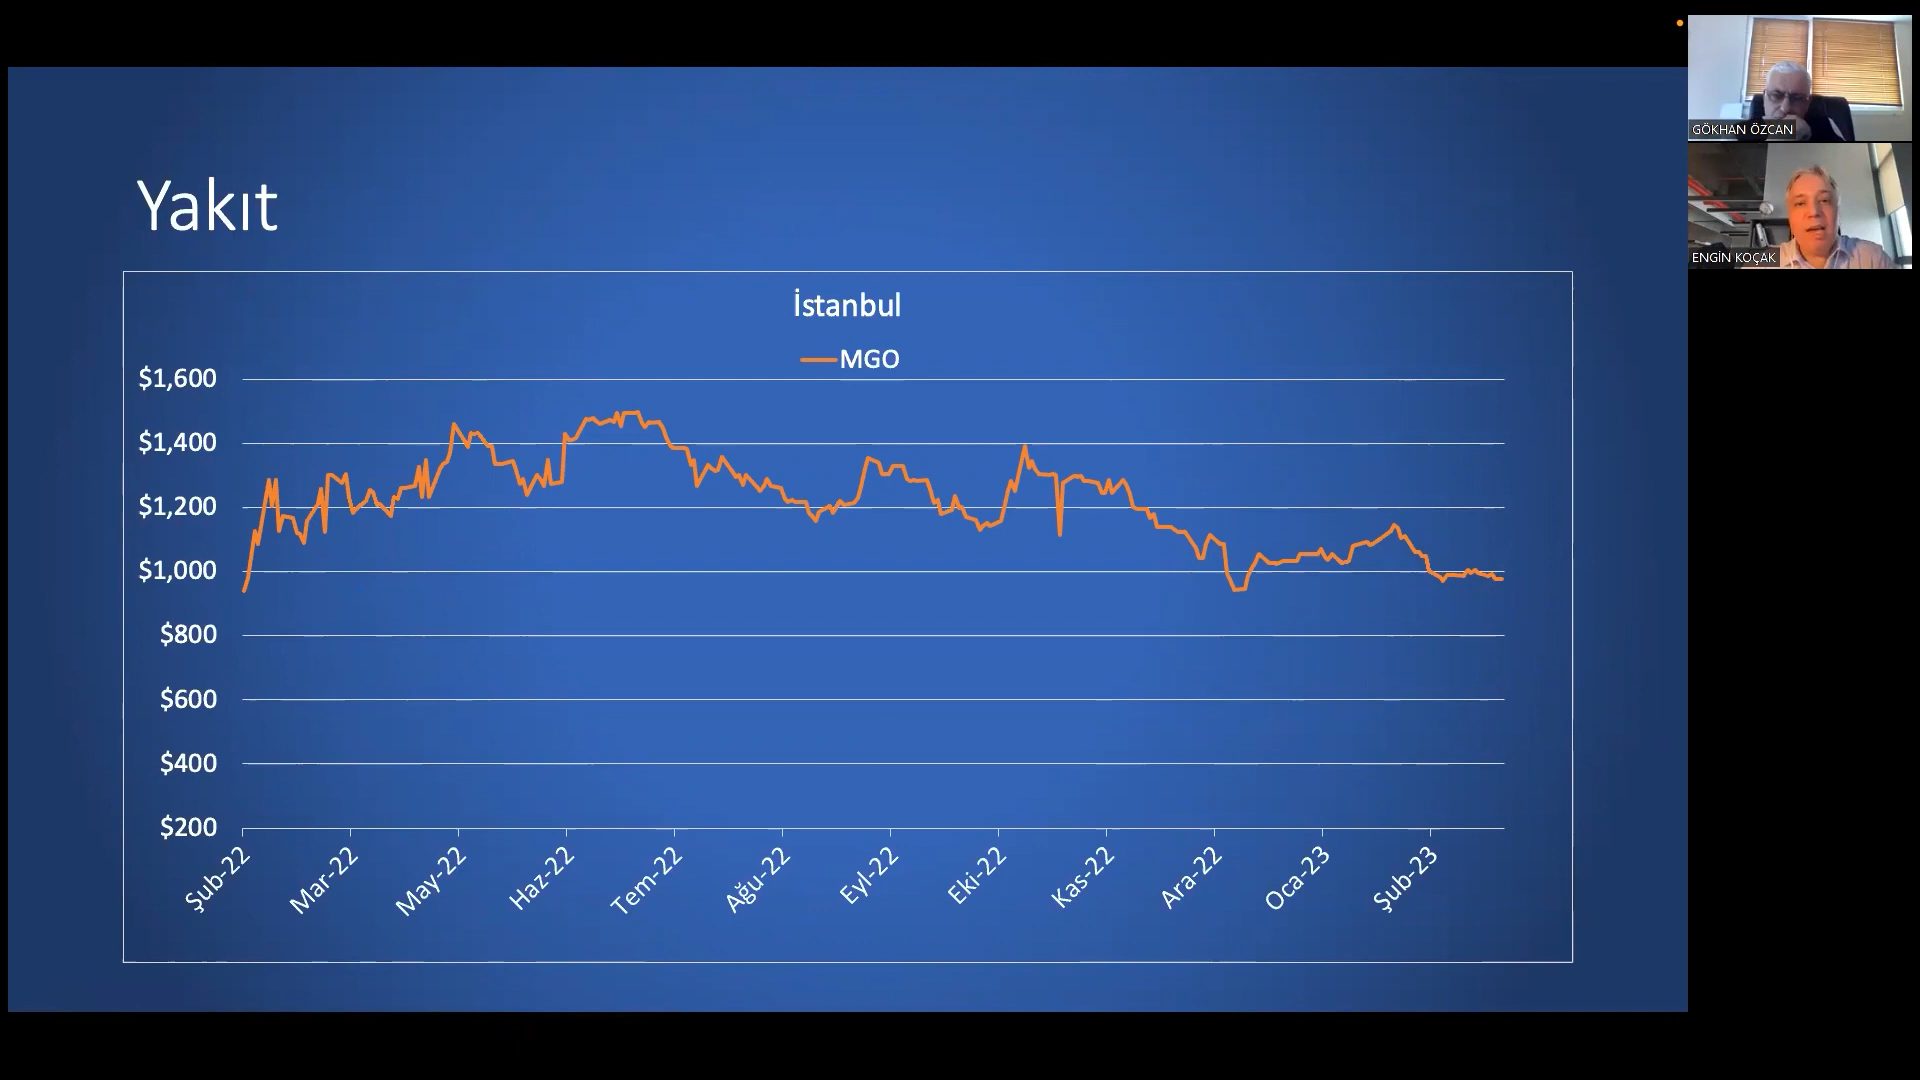 Yakıt
İstanbul
MGO
$1,600
$1,400
$1,200
$1,000
$800
$600
$400
$200
Şub-22
Mar-22
May-22
Haz-22
Tem-22
Ağu-22
Eyl-22
Eki-22
Kas-22
Ara-22
Oca-23
Şub-23
GÖKHAN ÖZCAN
ENGİN KOÇAK